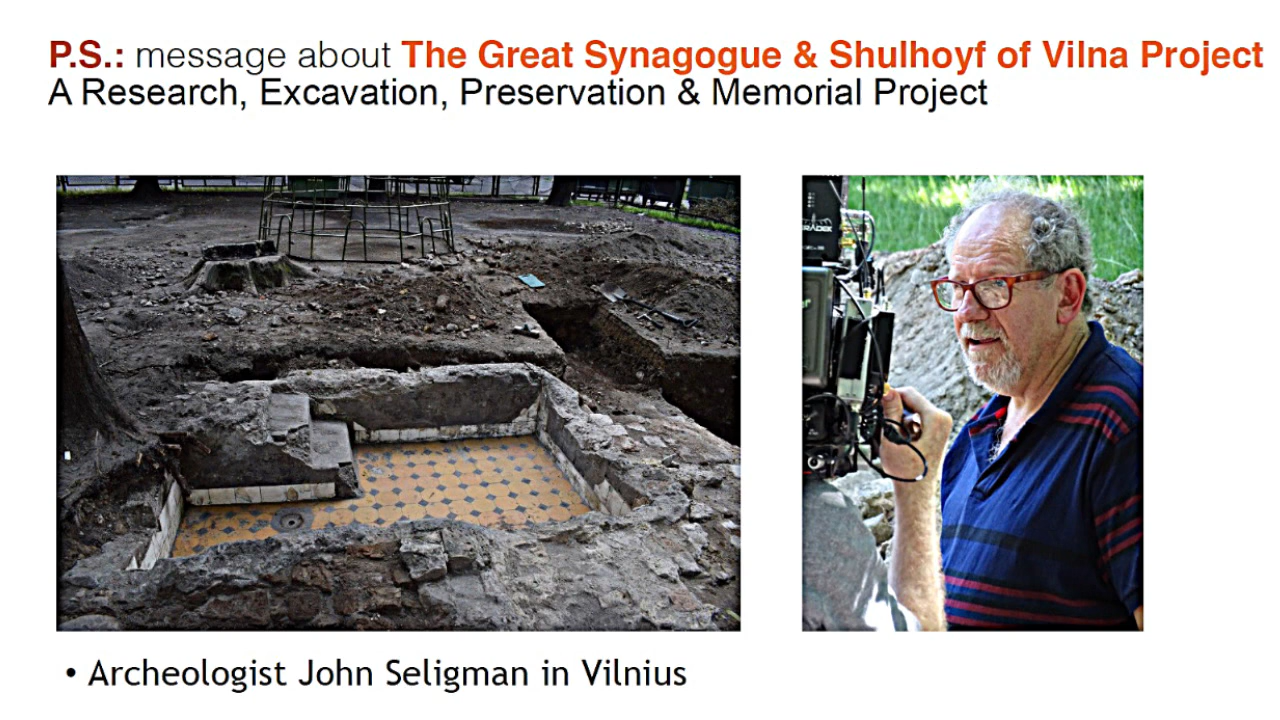 P.S.: message about The Great Synagogue & Shulhoyf of Vilna Project
A Research, Excavation, Preservation & Memorial Project
• Archeologist John Seligman in Vilnius